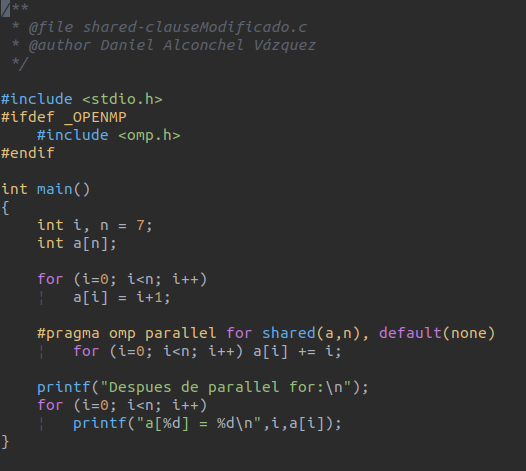 /**
 * @file shared-clauseModificado.c
 * @author Daniel Alconchel Vázquez
 */

#include <stdio.h>
#ifdef _OPENMP
    #include <omp.h>
#endif

int main()
{
    int i, n = 7;
    int a[n];

    for (i=0; i<n; i++)
        a[i] = i+1;

    #pragma omp parallel for shared(a,n), default(none)
        for (i=0; i<n; i++) a[i] += i;

    printf("Despues de parallel for:\n");
    for (i=0; i<n; i++)
        printf("a[%d] = %d\n",i,a[i]);
}